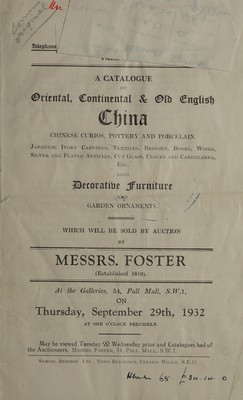 original
Telephone
A CATALOGUE
OF
Oriental, Continental & Old English
China
CHINESE CURIOS, POTTERY AND PORCELAIN.
JAPANESE IVORY CARVINGS, TEXTILES, BRONZES, BOOKS, WINES,
SILVER AND PLATED ARTICLES, CUT GLASS, CLOCKS AND CANDELABRA,
ETC.
ALSO
Decorative Furniture
AND
GARDEN ORNAMENTS.
WHICH WILL BE SOLD BY AUCTION
BY
MESSRS. FOSTER
(Established 1810).
At the Galleries, 54, Pall Mall, S.W.1,
ON
Thursday, September 29th, 1932
AT ONE O'CLOCK PRECISELY.
May be viewed Tuesday & Wednesday prior and Catalogues had of
the Auctioneers, MESSRS. FOSTER, 54, PALL MALL, S.W.1.